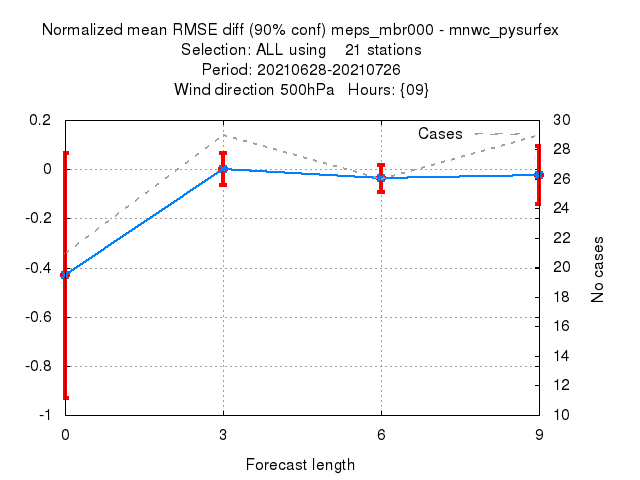 Normalized mean RMSE diff (90% conf) meps_mbr000 - mnwc_pysurfex
Selection: ALL using 21 stations
Period: 20210628-20210726
Wind direction 500hPa Hours: {09}
Cases
0.2
0
-0.2
-0.4
-0.6
-0.8
-1
30
28
26
24
22
20
18
16
14
12
10
No cases
0 3 6 9
Forecast length